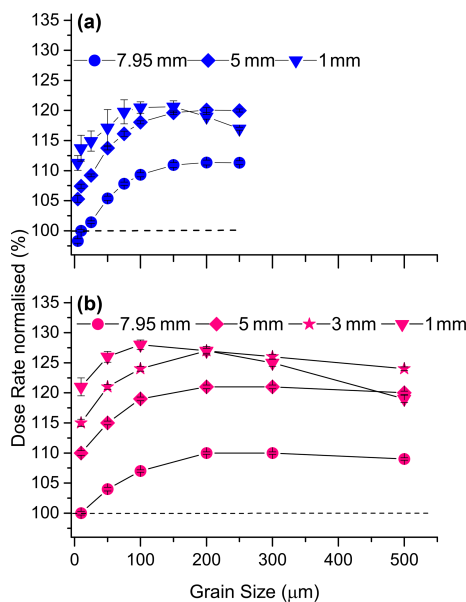 (a)
7.95 mm 5 mm 1 mm
135
130
125
120
115
110
105
100
95
(b)
7.95 mm 5 mm 3 mm 1 mm
135
130
125
120
115
110
105
100
0 100 200 300 400 500
Dose Rate normalised (%)
Grain Size (μm)